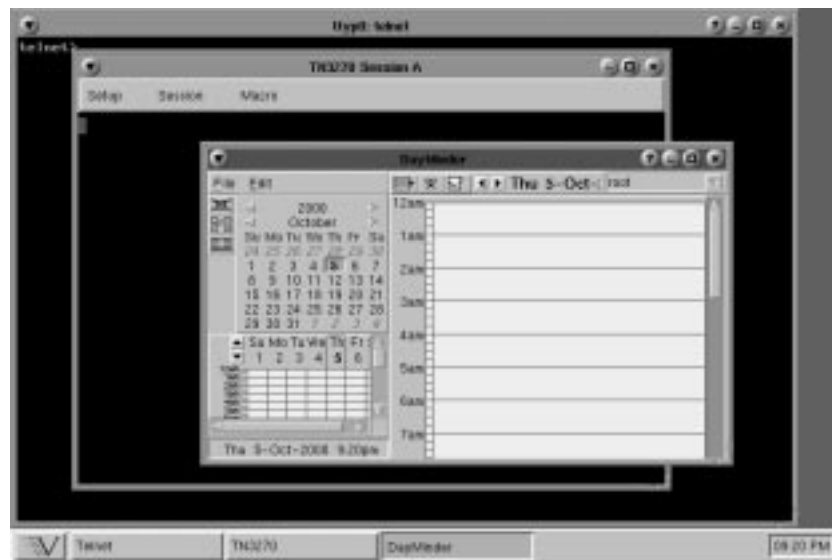 telnet
telnet>
TN3270 Session A
Setup Session Macro
DayMinder
File Edit
Thu 5-Oct-: root
2000
October
Su Mo Tu We Th Fr Sa
24 25 26 27 28 29 30
1 2 3 4 5 6 7
8 9 10 11 12 13 14
15 16 17 18 19 20 21
22 23 24 25 26 27 28
29 30 31 1 2 3 4
Su Mo Tu We Th Fr
1 2 3 4 5 6
Thu 5-Oct-2000 9:20pm
12am
1am
2am
3am
4am
5am
6am
7am
Telnet
TN3270
DayMinder
09:20 PM